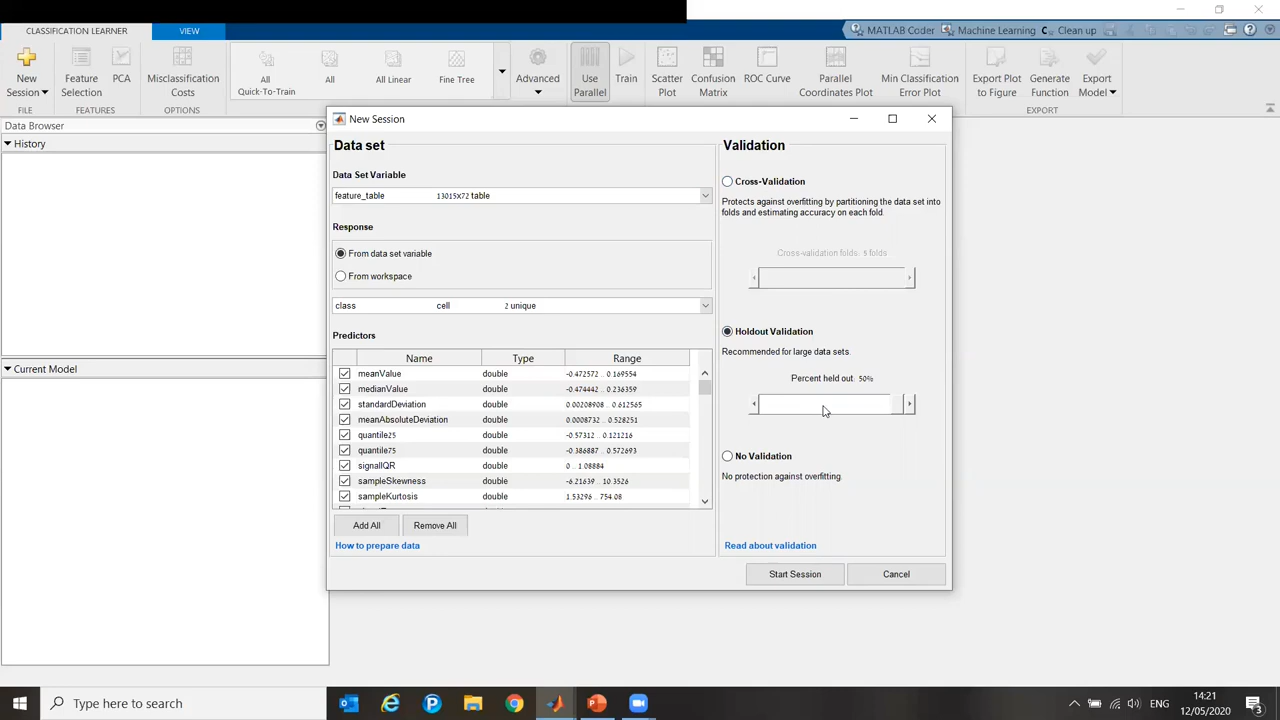 CLASSIFICATION LEARNER
VIEW
MATLAB Coder
Machine Learning
Clean up
New Session
Feature Selection
PCA
Misclassification Costs
All
Quick-To-Train
All
All Linear
Fine Tree
Advanced
Use Parallel
Train
Scatter Plot
Confusion Matrix
ROC Curve
Parallel Coordinates Plot
Min Classification Error Plot
Export Plot to Figure
Generate Function
Export Model
FILE
FEATURES
OPTIONS
EXPORT
Data Browser
History
Current Model
New Session
Data set
Data Set Variable
feature_table 13015x72 table
Response
From data set variable
From workspace
class cell 2 unique
Predictors
Name Type Range
meanValue double -0.472572 .. 0.169554
medianValue double -0.474442 .. 0.236359
standardDeviation double 0.00208908 .. 0.612565
meanAbsoluteDeviation double 0.0008732 .. 0.528251
quantile25 double -0.57312 .. 0.121216
quantile75 double -0.386887 .. 0.572693
signalIQR double 0 .. 1.08884
sampleSkewness double -6.21639 .. 10.3526
sampleKurtosis double 1.53296 .. 754.08
Add All
Remove All
How to prepare data
Validation
Cross-Validation
Protects against overfitting by partitioning the data set into
folds and estimating accuracy on each fold.
Cross-validation folds: 5 folds
Holdout Validation
Recommended for large data sets.
Percent held out: 50%
No Validation
No protection against overfitting.
Read about validation
Start Session
Cancel
Type here to search
ENG
14:21
12/05/2020
3